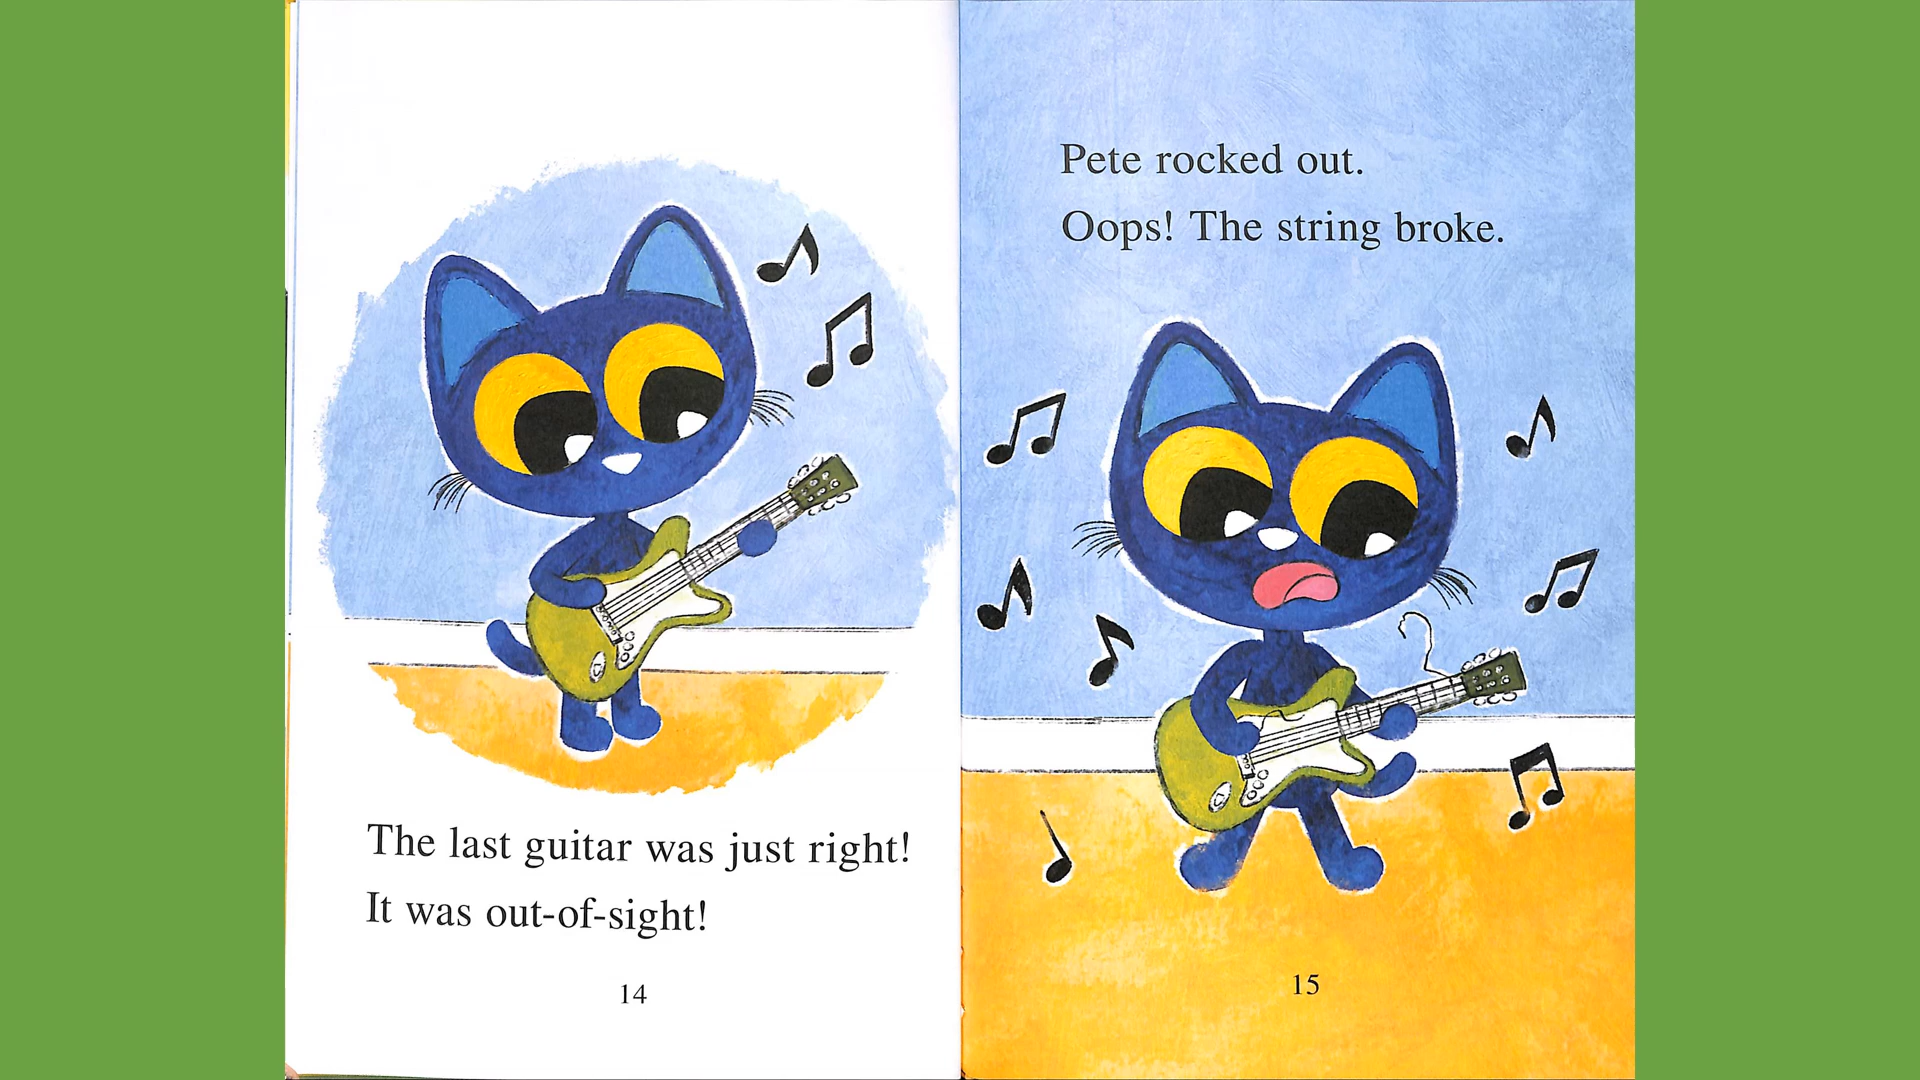 The last guitar was just right!
It was out-of-sight!
14
Pete rocked out.
Oops! The string broke.
15